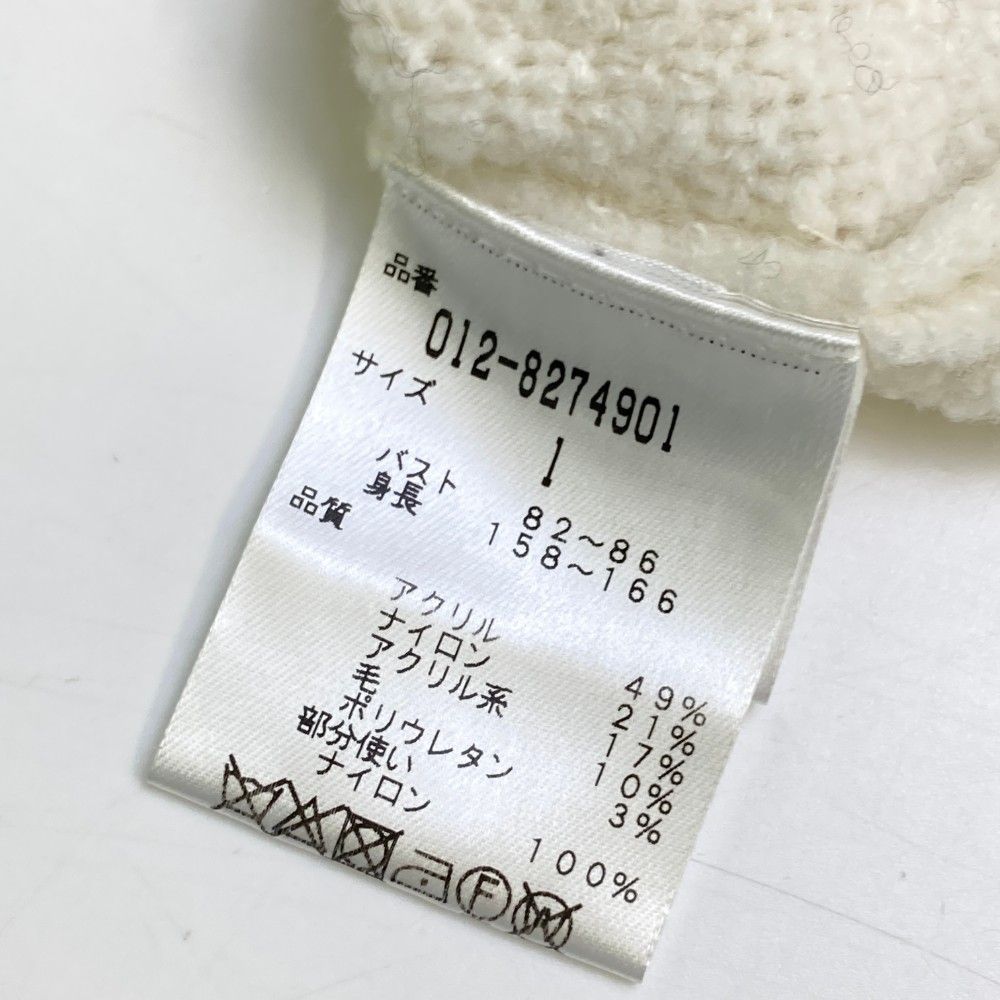 品番
012-8274901
サイズ
1
バスト 82~86
身長 158~166
品質
アクリル 49%
ナイロン 21%
アクリル系 17%
毛 10%
ポリウレタン 3%
部分使い
ナイロン 100%
F
W